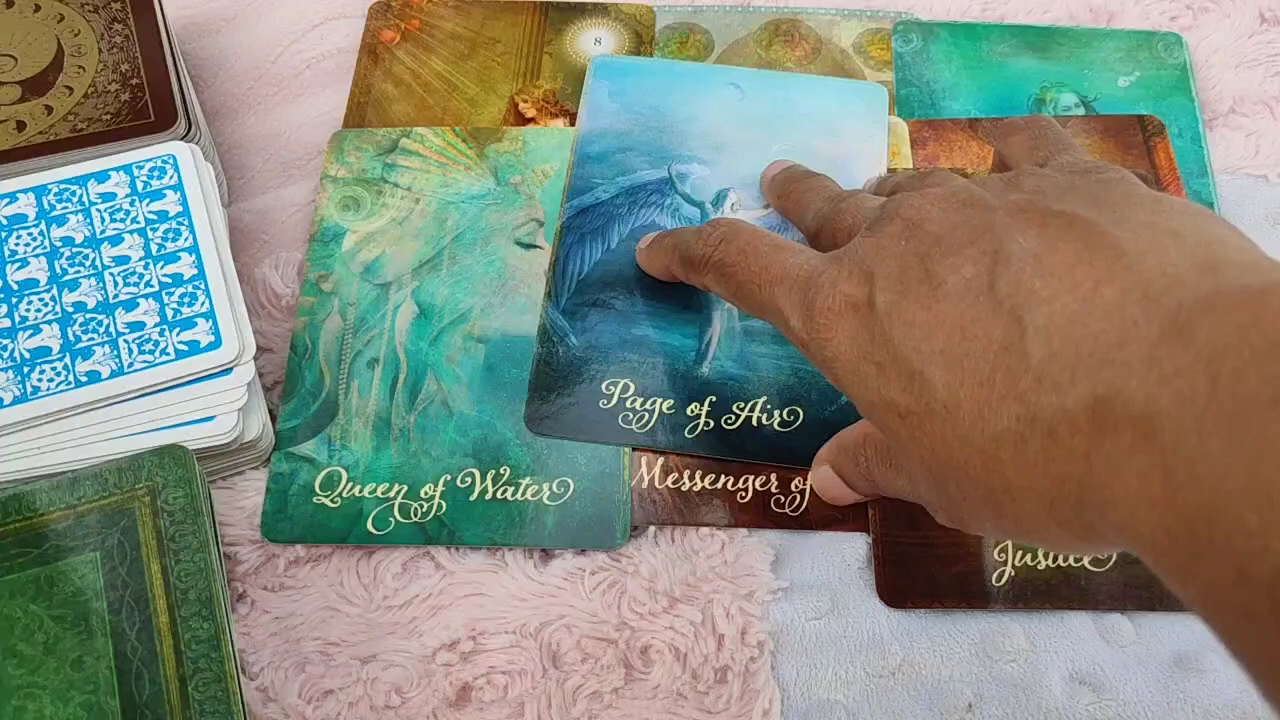 8
Page of Air
Queen of Water
Messenger of
Justice